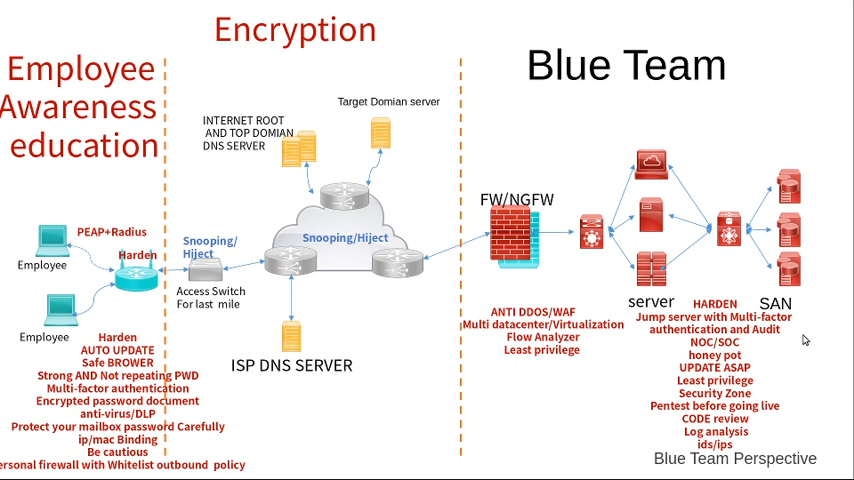 Encryption
Blue Team
Employee
Awareness
education
Target Domian server
INTERNET ROOT
AND TOP DOMIAN
DNS SERVER
FW/NGFW
PEAP+Radius
Snooping/
Hiject
Snooping/Hiject
Harden
Employee
Access Switch
For last mile
Employee
ISP DNS SERVER
server
SAN
Harden
AUTO UPDATE
Safe BROWER
Strong AND Not repeating PWD
Multi-factor authentication
Encrypted password document
anti-virus/DLP
Protect your mailbox password Carefully
ip/mac Binding
Be cautious
ersonal firewall with Whitelist outbound policy
ANTI DDOS/WAF
Multi datacenter/Virtualization
Flow Analyzer
Least privilege
HARDEN
Jump server with Multi-factor
authentication and Audit
NOC/SOC
honey pot
UPDATE ASAP
Least privilege
Security Zone
Pentest before going live
CODE review
Log analysis
ids/ips
Blue Team Perspective